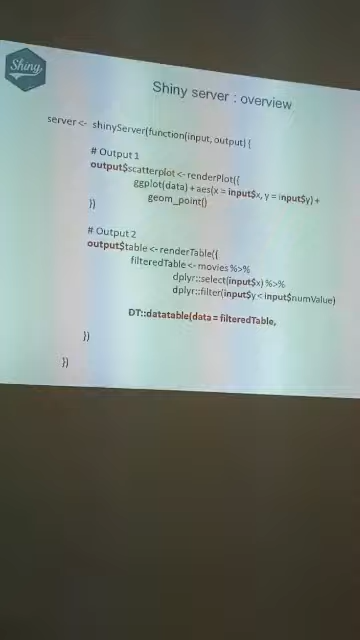 Shiny
Shiny server : overview
server <- shinyServer(function(input, output) {
# Output 1
output$scatterplot <- renderPlot({
ggplot(data) + aes(x = input$x, y = input$y) +
geom_point()
})
# Output 2
output$table <- renderTable({
filteredTable <- movies %>%
dplyr::select(input$x) %>%
dplyr::filter(input$y < input$numValue)
DT::datatable(data = filteredTable,
})
})